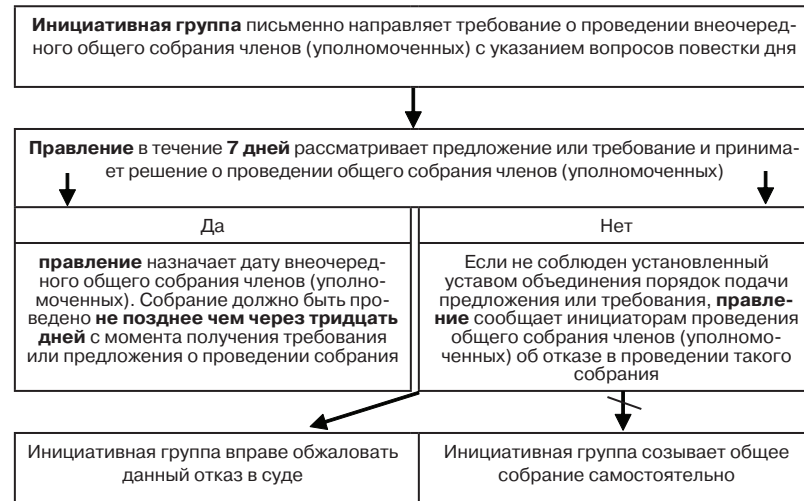 Инициативная группа письменно направляет требование о проведении внеочеред-
ного общего собрания членов (уполномоченных) с указанием вопросов повестки дня
Правление в течение 7 дней рассматривает предложение или требование и принима-
ет решение о проведении общего собрания членов (уполномоченных)
Да
правление назначает дату внеочеред-
ного общего собрания членов (уполно-
моченных). Собрание должно быть про-
ведено не позднее чем через тридцать
дней с момента получения требования
или предложения о проведении собрания
Нет
Если не соблюден установленный
уставом объединения порядок подачи
предложения или требования, правле-
ние сообщает инициаторам проведения
общего собрания членов (уполномо-
ченных) об отказе в проведении такого
собрания
Инициативная группа вправе обжаловать
данный отказ в суде
Инициативная группа созывает общее
собрание самостоятельно